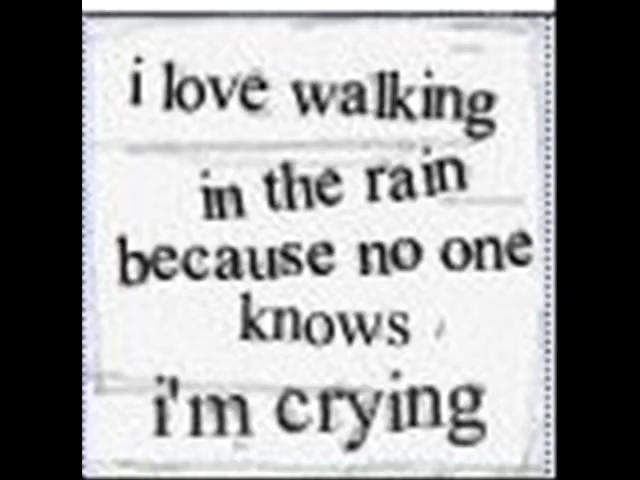 i love walking
in the rain
because no one
knows
i'm crying